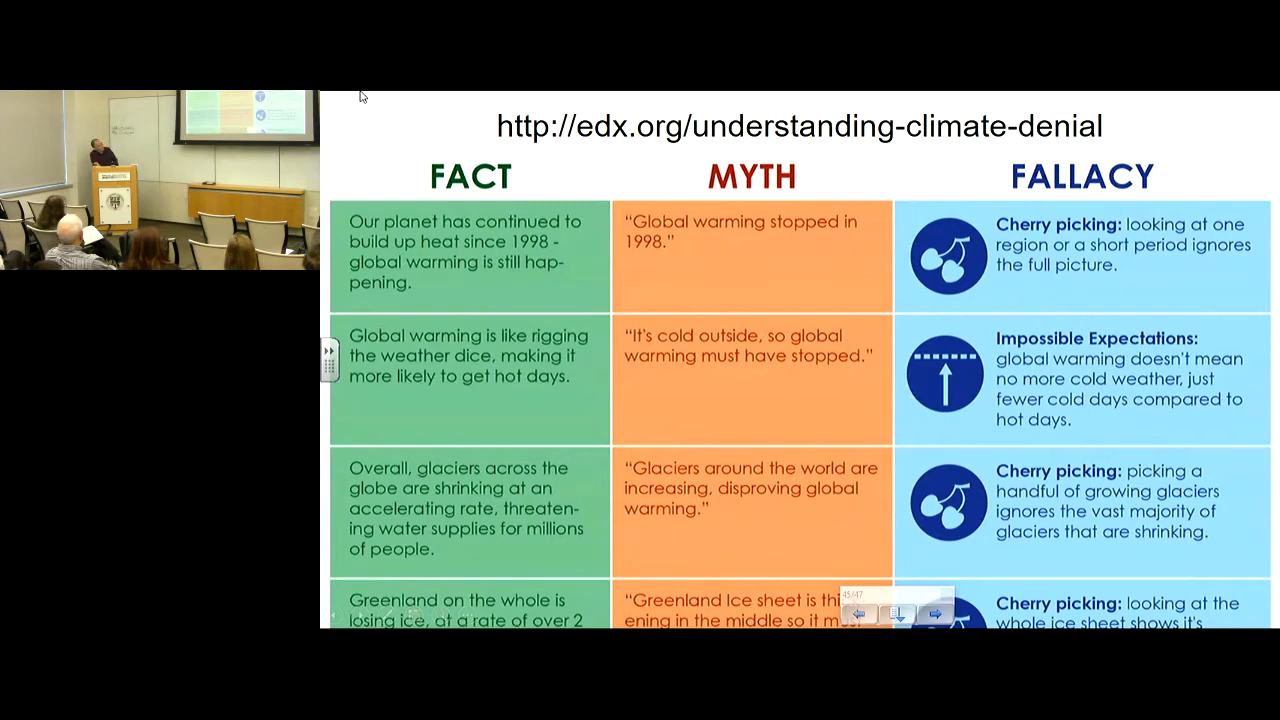 http://edx.org/understanding-climate-denial
FACT
MYTH
FALLACY
Our planet has continued to
build up heat since 1998 -
global warming is still hap-
pening.
“Global warming stopped in
1998.”
Cherry picking: looking at one
region or a short period ignores
the full picture.
Global warming is like rigging
the weather dice, making it
more likely to get hot days.
“It's cold outside, so global
warming must have stopped.”
Impossible Expectations:
global warming doesn't mean
no more cold weather, just
fewer cold days compared to
hot days.
Overall, glaciers across the
globe are shrinking at an
accelerating rate, threaten-
ing water supplies for millions
of people.
“Glaciers around the world are
increasing, disproving global
warming.”
Cherry picking: picking a
handful of growing glaciers
ignores the vast majority of
glaciers that are shrinking.
Greenland on the whole is
losing ice, at a rate of over 2
“Greenland Ice sheet is thi
ening in the middle so it
45/47
Cherry picking: looking at the
whole ice sheet shows it's